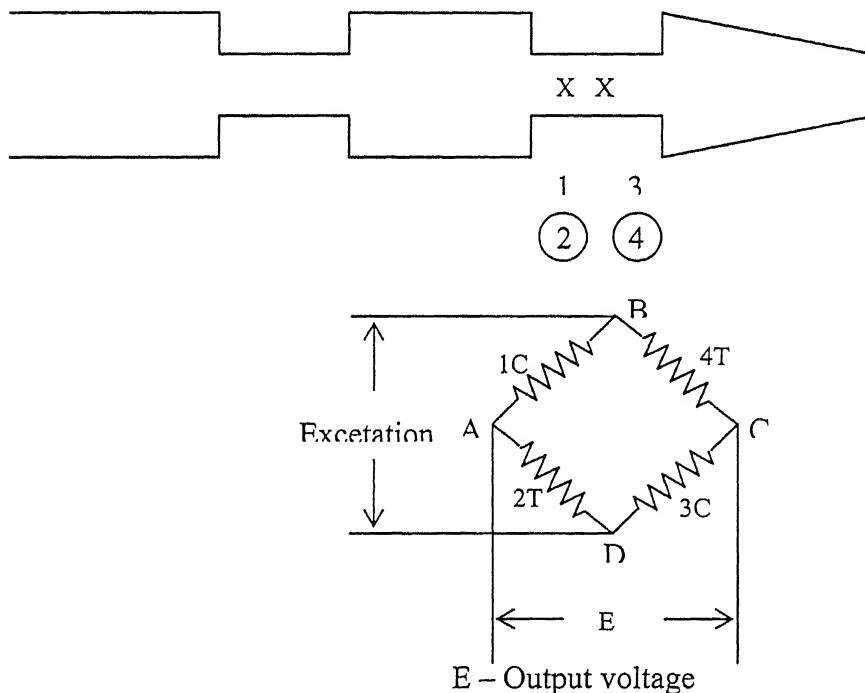 X X
1 3
2 4
B
1C 4T
Excetation A C
2T 3C
D
E
E – Output voltage